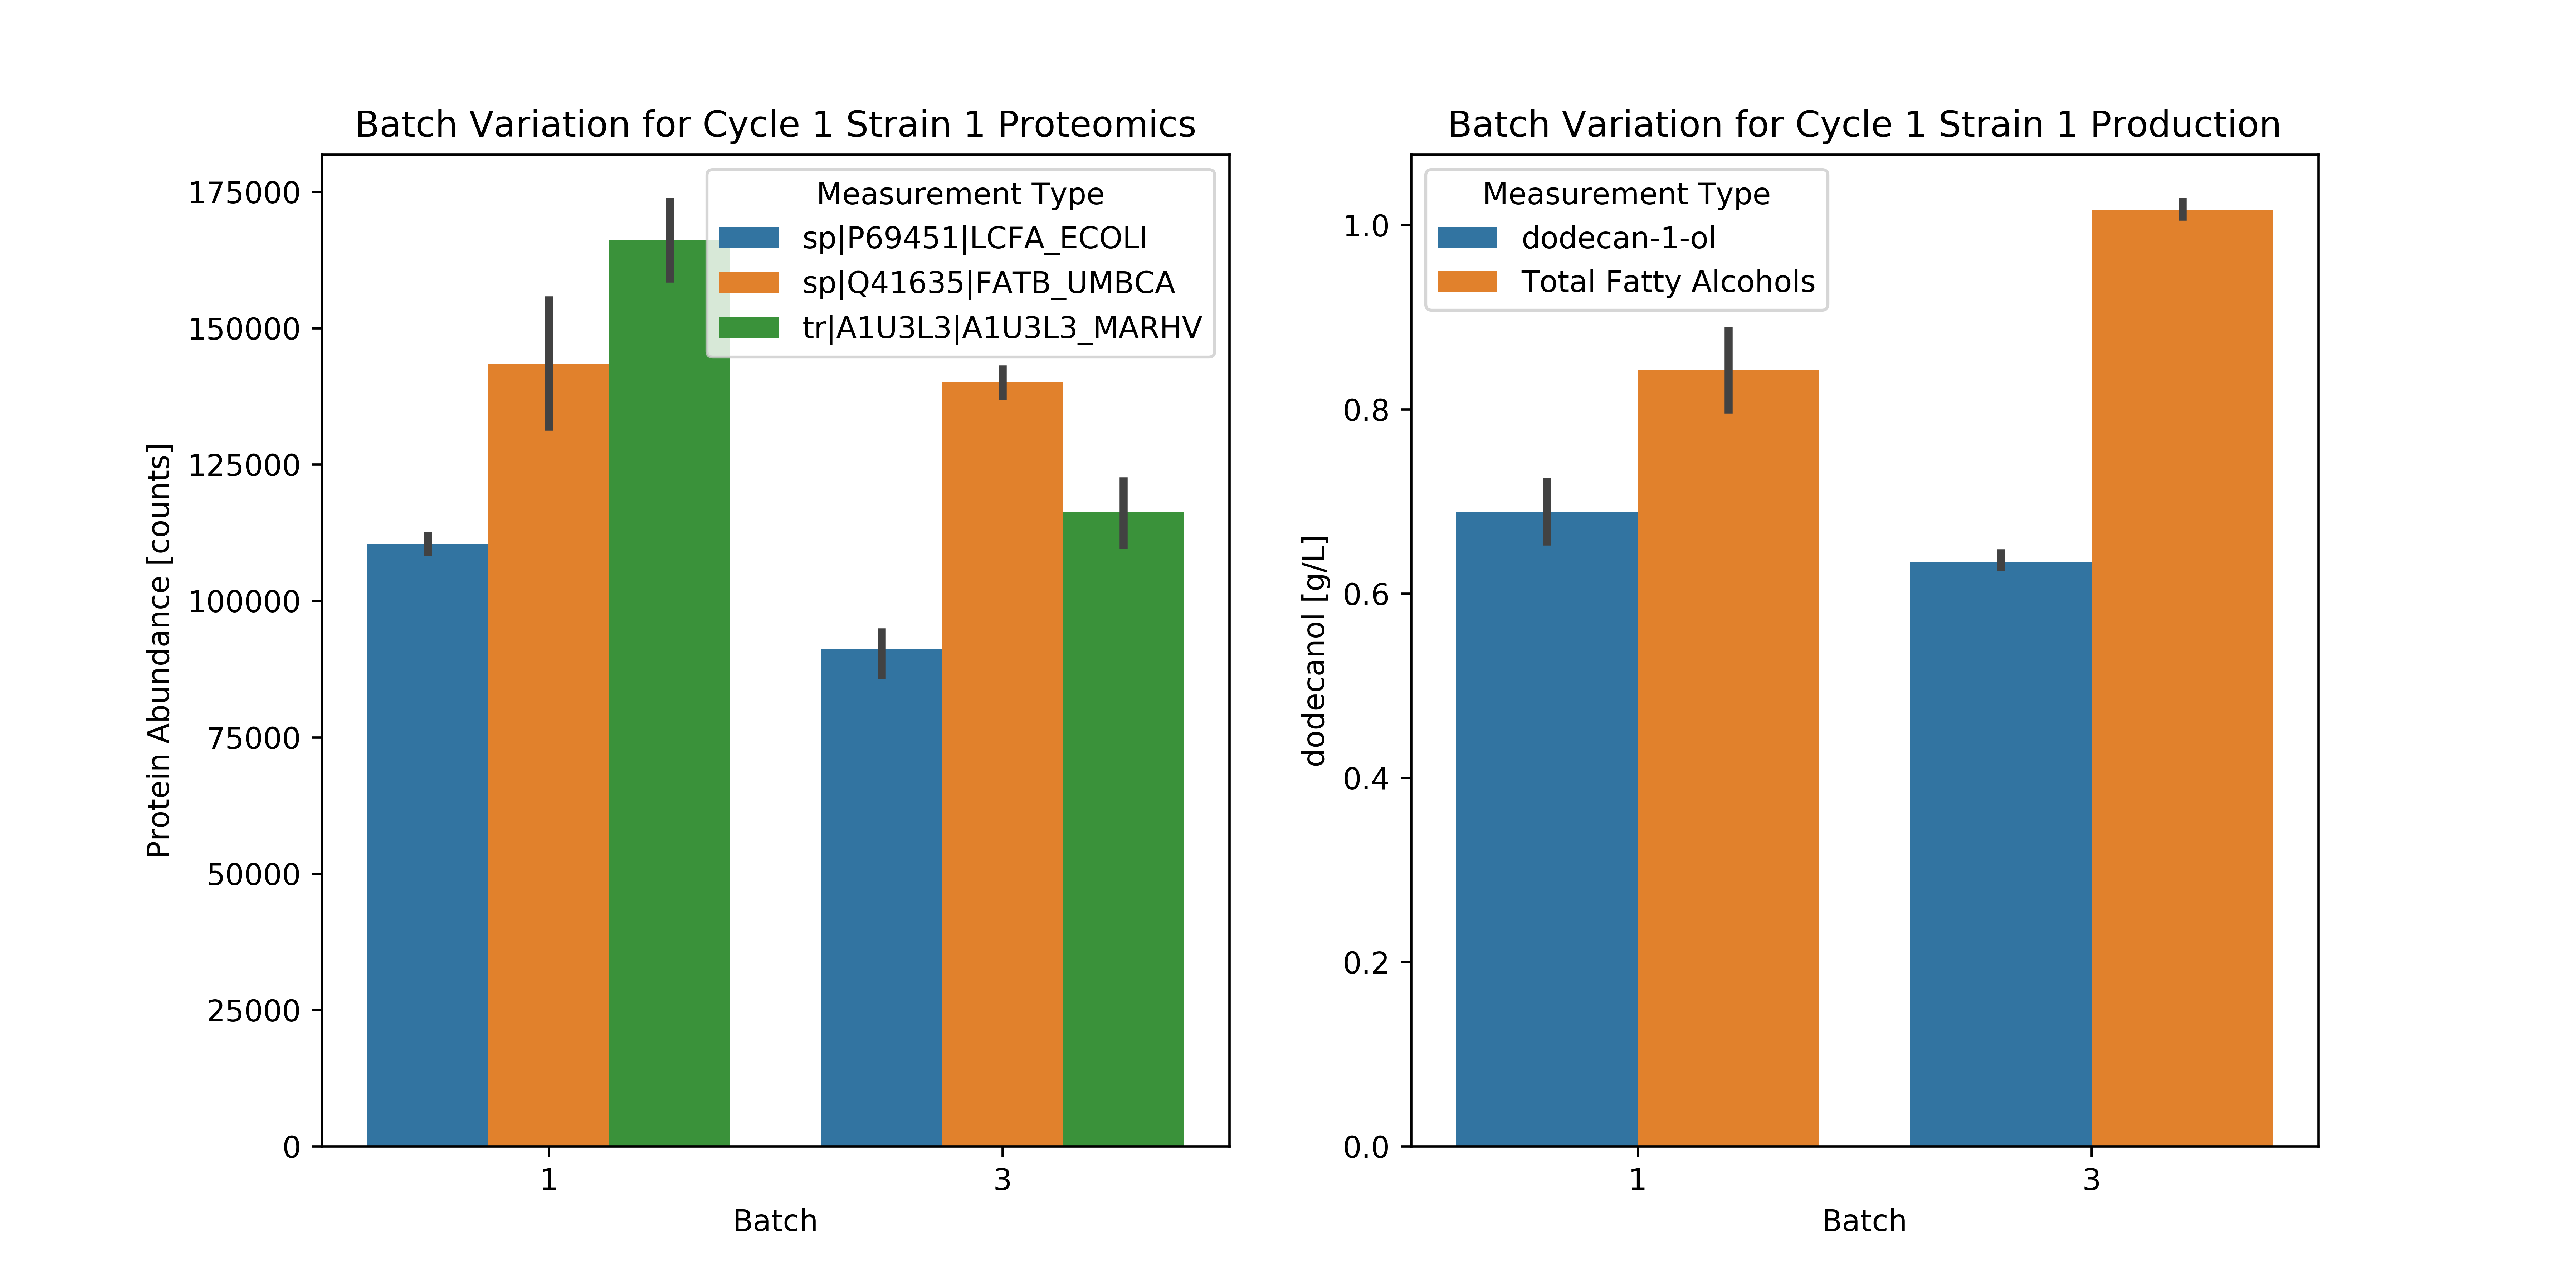 Batch Variation for Cycle 1 Strain 1 Proteomics
Protein Abundance [counts]
175000
150000
125000
100000
75000
50000
25000
0
Measurement Type
sp|P69451|LCFA_ECOLI
sp|Q41635|FATB_UMBCA
tr|A1U3L3|A1U3L3_MARHV
1
3
Batch
Batch Variation for Cycle 1 Strain 1 Production
dodecanol [g/L]
1.0
0.8
0.6
0.4
0.2
0.0
Measurement Type
dodecan-1-ol
Total Fatty Alcohols
1
3
Batch